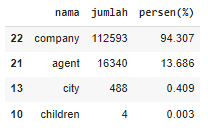 nama jumlah persen(%)
22 company 112593 94.307
21 agent 16340 13.686
13 city 488 0.409
10 children 4 0.003